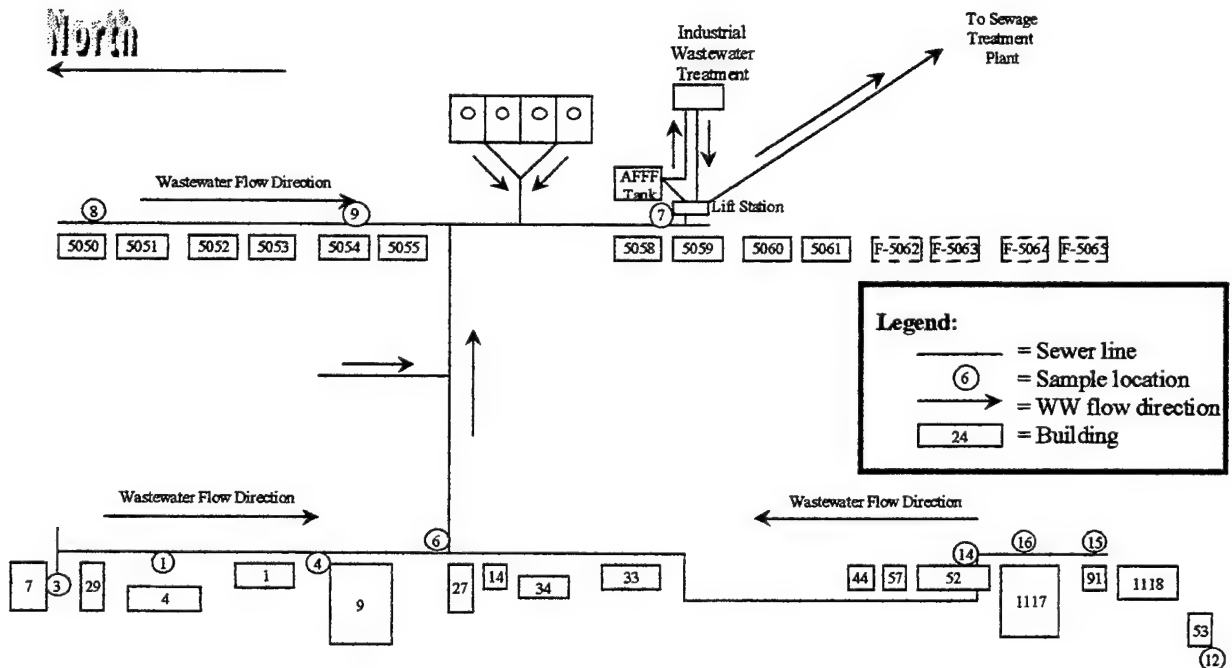 North
Industrial
Wastewater
Treatment
To Sewage
Treatment
Plant
AFFF
Tank
Lift Station
Wastewater Flow Direction
8
9
7
5050
5051
5052
5053
5054
5055
5058
5059
5060
5061
F-5062
F-5063
F-5064
F-5065
Legend:
= Sewer line
6 = Sample location
= WW flow direction
24 = Building
Wastewater Flow Direction
Wastewater Flow Direction
6
14
16
15
1
4
3
7
29
4
1
9
27
14
34
33
44
57
52
1117
91
1118
53
12